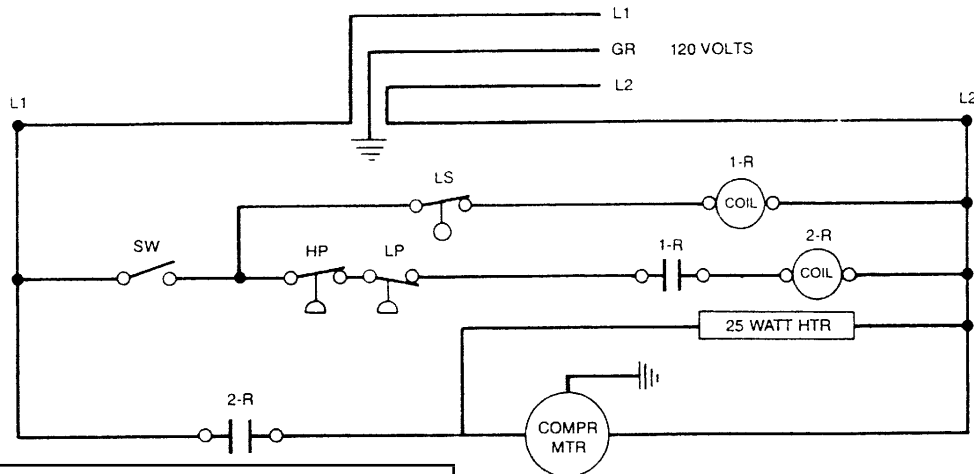 L1
GR 120 VOLTS
L2
L1
L2
LS
1-R
COIL
SW
HP
LP
1-R
2-R
COIL
25 WATT HTR
2-R
COMPR
MTR